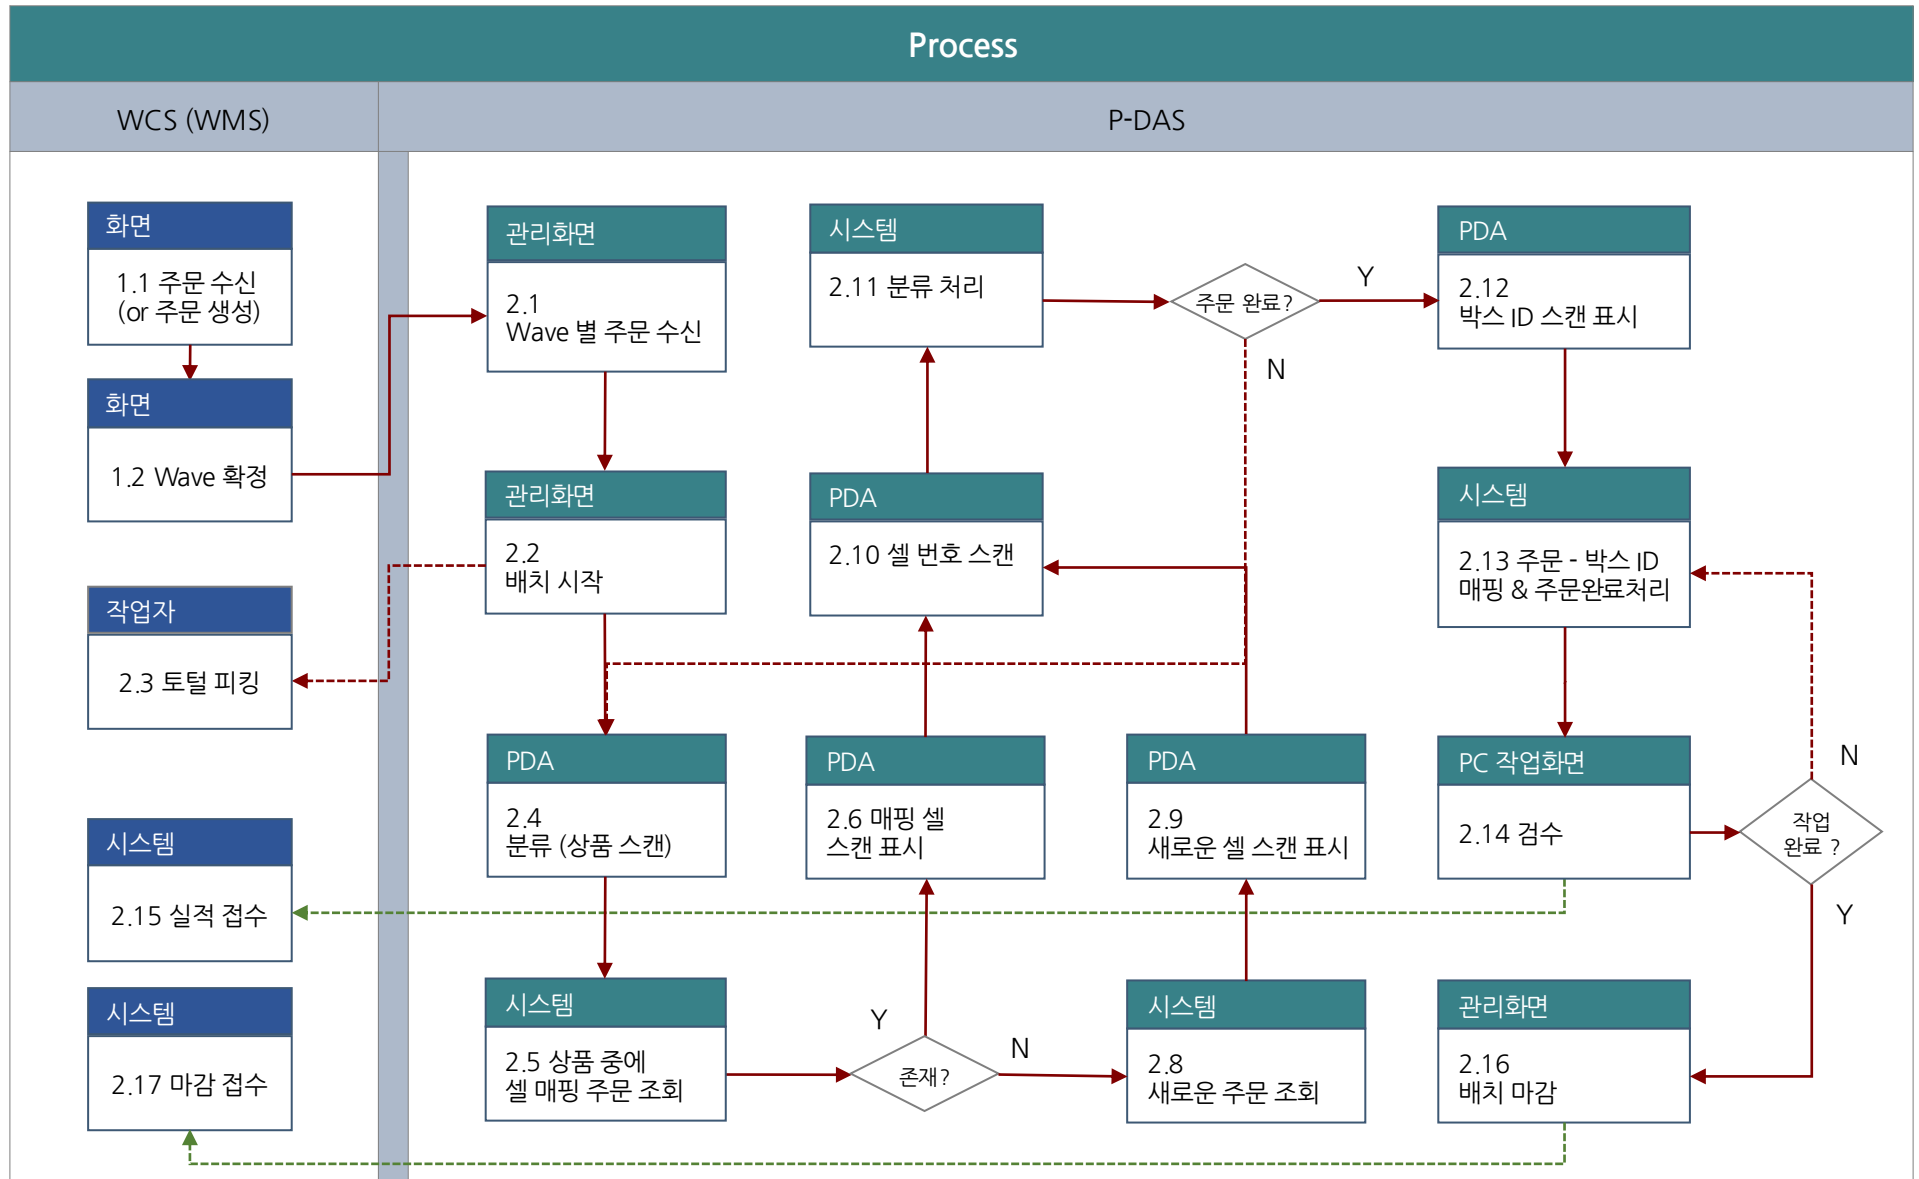 Process
WCS (WMS)
P-DAS
화면
1.1 주문 수신
(or 주문 생성)
화면
1.2 Wave 확정
작업자
2.3 토털 피킹
시스템
2.15 실적 접수
시스템
2.17 마감 접수
관리화면
2.1
Wave 별 주문 수신
관리화면
2.2
배치 시작
PDA
2.4
분류 (상품 스캔)
시스템
2.5 상품 중에
셀 매핑 주문 조회
존재?
Y
N
PDA
2.6 매핑 셀
스캔 표시
시스템
2.8
새로운 주문 조회
PDA
2.9
새로운 셀 스캔 표시
PDA
2.10 셀 번호 스캔
시스템
2.11 분류 처리
주문 완료?
Y
N
PDA
2.12
박스 ID 스캔 표시
시스템
2.13 주문 - 박스 ID
매핑 & 주문완료처리
PC 작업화면
2.14 검수
작업
완료 ?
N
Y
관리화면
2.16
배치 마감